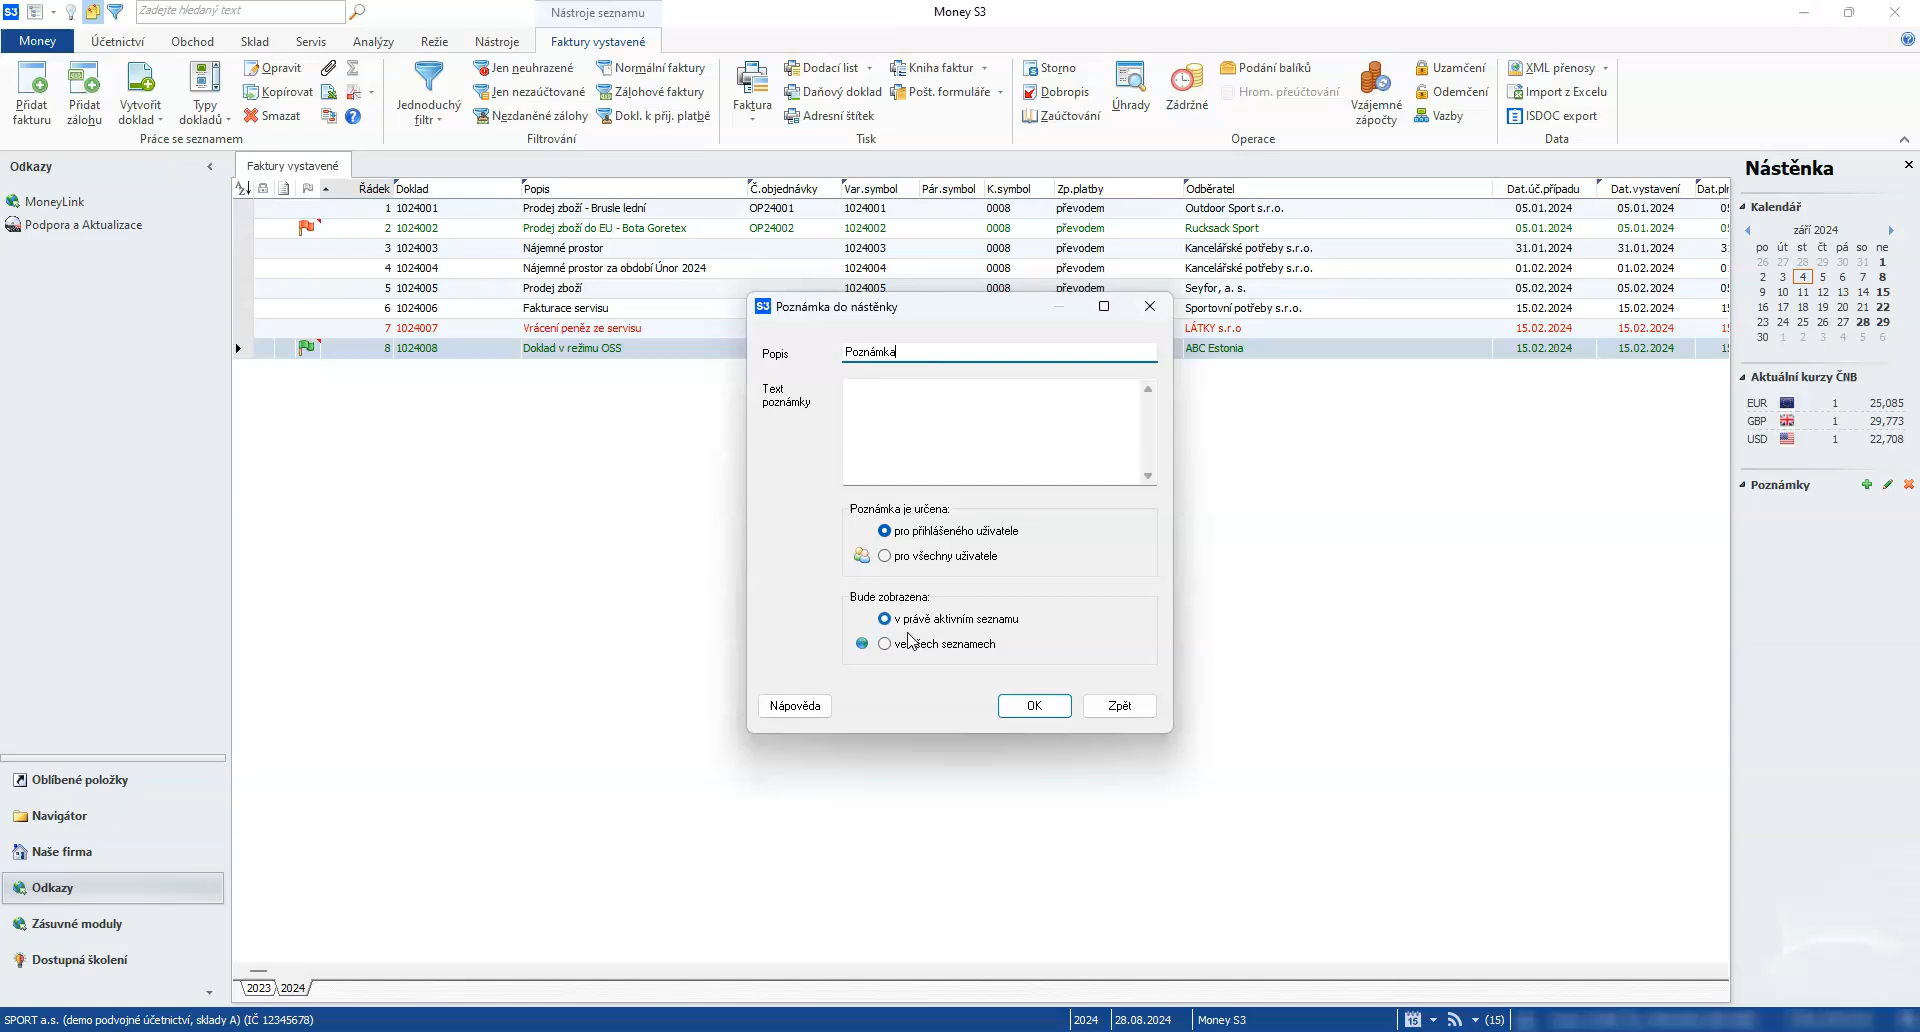 S3 Zadejte hledaný text Nástroje seznamu Money S3
Money Účetnictví Obchod Sklad Servis Analýzy Režie Nástroje Faktury vystavené
Přidat fakturu
Přidat zálohu
Vytvořit doklad
Typy dokladů
Opravit
Kopírovat
Smazat
Práce se seznamem
Jednoduchý filtr
Jen neuhrazené
Jen nezaúčtované
Nezdaněné zálohy
Normální faktury
Zálohové faktury
Dokl. k přij. platbě
Filtrování
Faktura
Dodací list
Daňový doklad
Adresní štítek
Kniha faktur
Pošt. formuláře
Tisk
Storno
Dobropis
Zaúčtování
Úhrady
Zádržné
Podání balíků
Hrom. přeúčtování
Vzájemné zápočty
Uzamčení
Odemčení
Vazby
Operace
XML přenosy
Import z Excelu
ISDOC export
Data
Odkazy
MoneyLink
Podpora a Aktualizace
Oblíbené položky
Navigátor
Naše firma
Odkazy
Zásuvné moduly
Dostupná školení
Faktury vystavené
Řádek Doklad Popis Č.objednávky Var.symbol Pár.symbol K.symbol Zp.platby Odběratel Dat.úč.případu Dat.vystavení Dat.plr
1 1024001 Prodej zboží - Brusle lední OP24001 1024001 0008 převodem Outdoor Sport s.r.o. 05.01.2024 05.01.2024 05
2 1024002 Prodej zboží do EU - Bota Goretex OP24002 1024002 0008 převodem Rucksack Sport 05.01.2024 05.01.2024 05
3 1024003 Nájemné prostor 1024003 0008 převodem Kancelářské potřeby s.r.o. 31.01.2024 31.01.2024 3
4 1024004 Nájemné prostor za období Únor 2024 1024004 0008 převodem Kancelářské potřeby s.r.o. 01.02.2024 01.02.2024 0
5 1024005 Prodej zboží 1024005 0008 převodem Seyfor, a. s. 05.02.2024 05.02.2024 05
6 1024006 Fakturace servisu Sportovní potřeby s.r.o. 15.02.2024 15.02.2024 15
7 1024007 Vrácení peněz ze servisu LÁTKY s.r.o 15.02.2024 15.02.2024 15
8 1024008 Doklad v režimu OSS ABC Estonia 15.02.2024 15.02.2024 15
S3 Poznámka do nástěnky
Popis Poznámka
Text
poznámky
Poznámka je určena:
pro přihlášeného uživatele
pro všechny uživatele
Bude zobrazena:
v právě aktivním seznamu
ve všech seznamech
Nápověda OK Zpět
Nástěnka
Kalendář
září 2024
po út st čt pá so ne
26 27 28 29 30 31 1
2 3 4 5 6 7 8
9 10 11 12 13 14 15
16 17 18 19 20 21 22
23 24 25 26 27 28 29
30 1 2 3 4 5 6
Aktuální kurzy ČNB
EUR 1 25,085
GBP 1 29,773
USD 1 22,708
Poznámky
2023 2024
SPORT a.s. (demo podvojné účetnictví, sklady A) (IČ 12345678) 2024 28.08.2024 Money S3 15 (15)